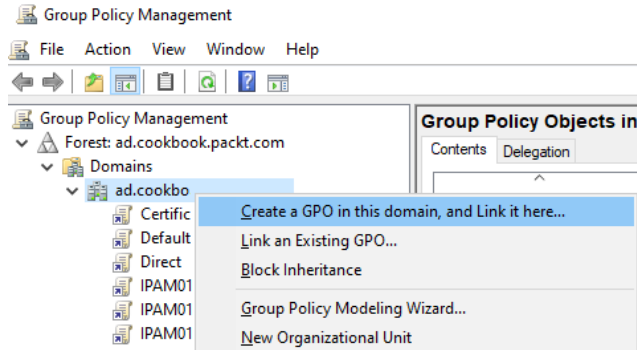 Group Policy Management
File Action View Window Help
Group Policy Management
Forest: ad.cookbook.packt.com
Domains
ad.cookbo
Certific
Default
Direct
IPAM01
IPAM01
IPAM01
Group Policy Objects in
Contents Delegation
Create a GPO in this domain, and Link it here...
Link an Existing GPO...
Block Inheritance
Group Policy Modeling Wizard...
New Organizational Unit